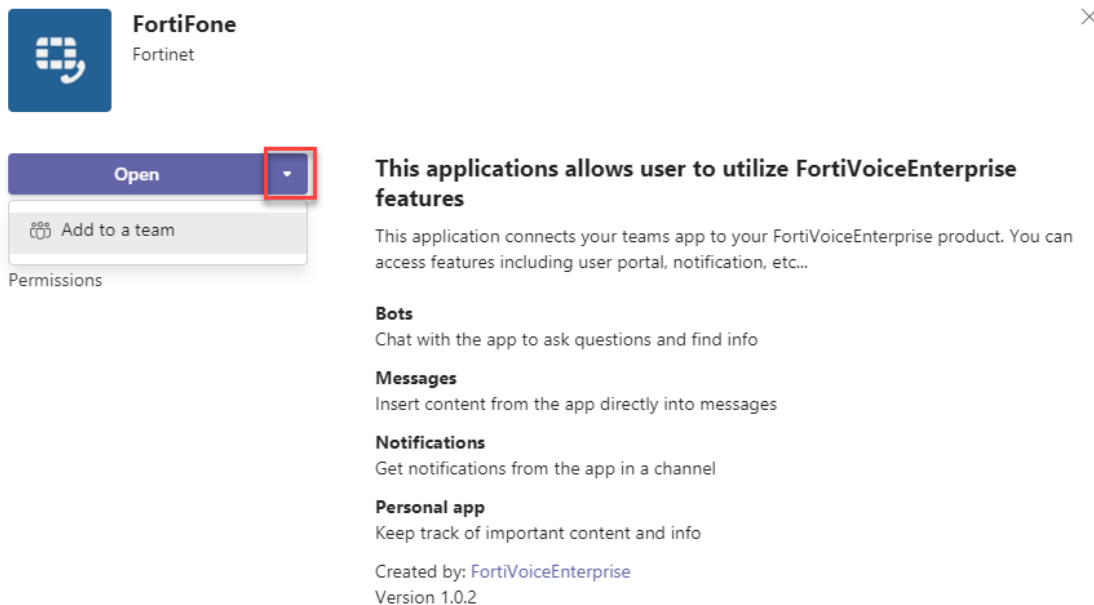 FortiFone
Fortinet
Open
Add to a team
Permissions
This applications allows user to utilize FortiVoiceEnterprise
features
This application connects your teams app to your FortiVoiceEnterprise product. You can
access features including user portal, notification, etc...
Bots
Chat with the app to ask questions and find info
Messages
Insert content from the app directly into messages
Notifications
Get notifications from the app in a channel
Personal app
Keep track of important content and info
Created by: FortiVoiceEnterprise
Version 1.0.2